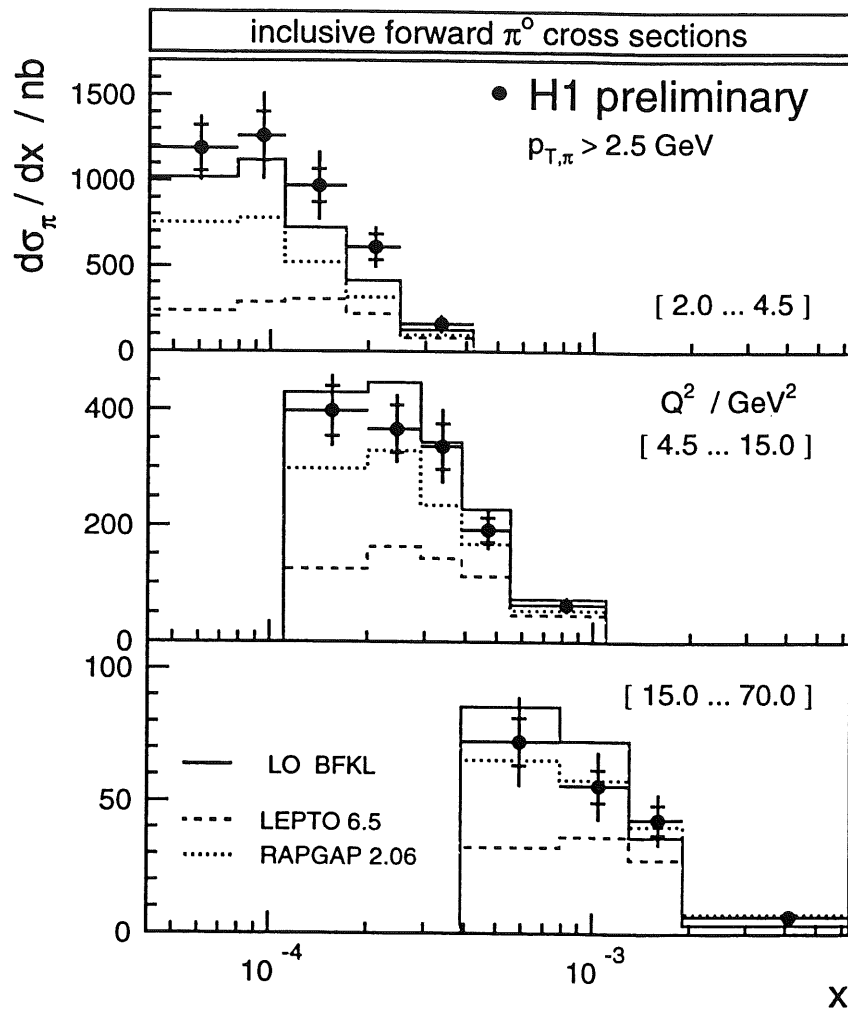 inclusive forward π° cross sections
dσπ / dx / nb
1500
1000
500
0
● H1 preliminary
pT,π > 2.5 GeV
[ 2.0 ... 4.5 ]
400
200
0
Q² / GeV²
[ 4.5 ... 15.0 ]
100
50
0
[ 15.0 ... 70.0 ]
LO BFKL
LEPTO 6.5
RAPGAP 2.06
10⁻⁴
10⁻³
x